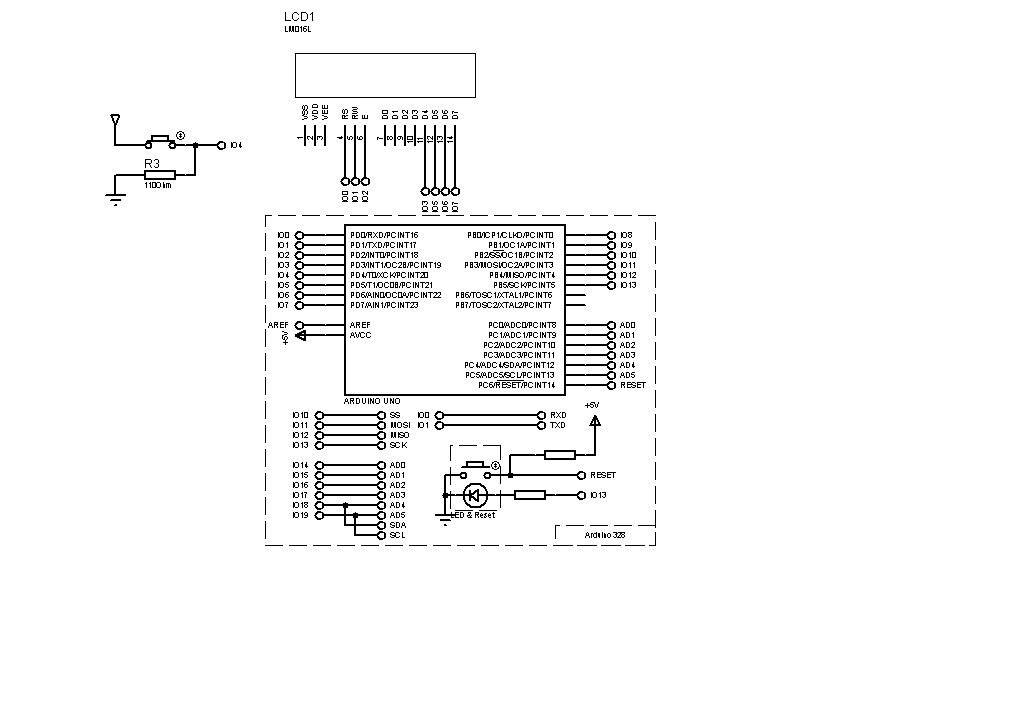 LCD1
LM016L
VSS VDD VEE RS RW E D0 D1 D2 D3 D4 D5 D6 D7
1 2 3 4 5 6 7 8 9 10 11 12 13 14
IO4
R3
IO0 IO1 IO2 IO3 IO5 IO6 IO7
IO0 PD0/RXD/PCINT16 PB0/ICP1/CLKO/PCINT0 IO8
IO1 PD1/TXD/PCINT17 PB1/OC1A/PCINT1 IO9
IO2 PD2/INT0/PCINT18 PB2/SS/OC1B/PCINT2 IO10
IO3 PD3/INT1/OC2B/PCINT19 PB3/MOSI/OC2A/PCINT3 IO11
IO4 PD4/T0/XCK/PCINT20 PB4/MISO/PCINT4 IO12
IO5 PD5/T1/OC0B/PCINT21 PB5/SCK/PCINT5 IO13
IO6 PD6/AIN0/OC0A/PCINT22 PB6/TOSC1/XTAL1/PCINT6
IO7 PD7/AIN1/PCINT23 PB7/TOSC2/XTAL2/PCINT7
AREF AREF PC0/ADC0/PCINT8 AD0
+5V AVCC PC1/ADC1/PCINT9 AD1
PC2/ADC2/PCINT10 AD2
PC3/ADC3/PCINT11 AD3
PC4/ADC4/SDA/PCINT12 AD4
PC5/ADC5/SCL/PCINT13 AD5
PC6/RESET/PCINT14 RESET
ARDUINO UNO
+5V
IO10 SS IO0 RXD
IO11 MOSI IO1 TXD
IO12 MISO
IO13 SCK
IO14 AD0
IO15 AD1 RESET
IO16 AD2
IO17 AD3 IO13
IO18 AD4
IO19 AD5 LED & Reset
SDA
SCL
Arduino 328